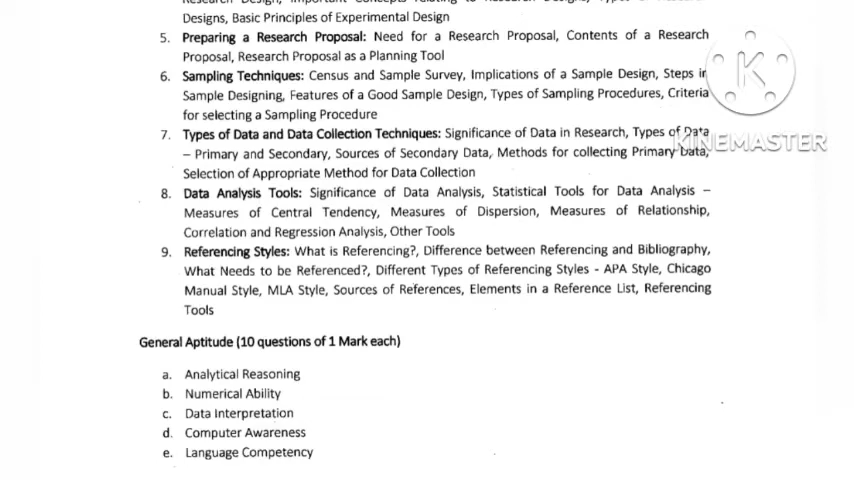 Designs, Basic Principles of Experimental Design
5. Preparing a Research Proposal: Need for a Research Proposal, Contents of a Research
Proposal, Research Proposal as a Planning Tool
6. Sampling Techniques: Census and Sample Survey, Implications of a Sample Design, Steps in
Sample Designing, Features of a Good Sample Design, Types of Sampling Procedures, Criteria
for selecting a Sampling Procedure
7. Types of Data and Data Collection Techniques: Significance of Data in Research, Types of Data
– Primary and Secondary, Sources of Secondary Data, Methods for collecting Primary Data,
Selection of Appropriate Method for Data Collection
8. Data Analysis Tools: Significance of Data Analysis, Statistical Tools for Data Analysis –
Measures of Central Tendency, Measures of Dispersion, Measures of Relationship,
Correlation and Regression Analysis, Other Tools
9. Referencing Styles: What is Referencing?, Difference between Referencing and Bibliography,
What Needs to be Referenced?, Different Types of Referencing Styles - APA Style, Chicago
Manual Style, MLA Style, Sources of References, Elements in a Reference List, Referencing
Tools
General Aptitude (10 questions of 1 Mark each)
a. Analytical Reasoning
b. Numerical Ability
c. Data Interpretation
d. Computer Awareness
e. Language Competency
K
KINEMASTER